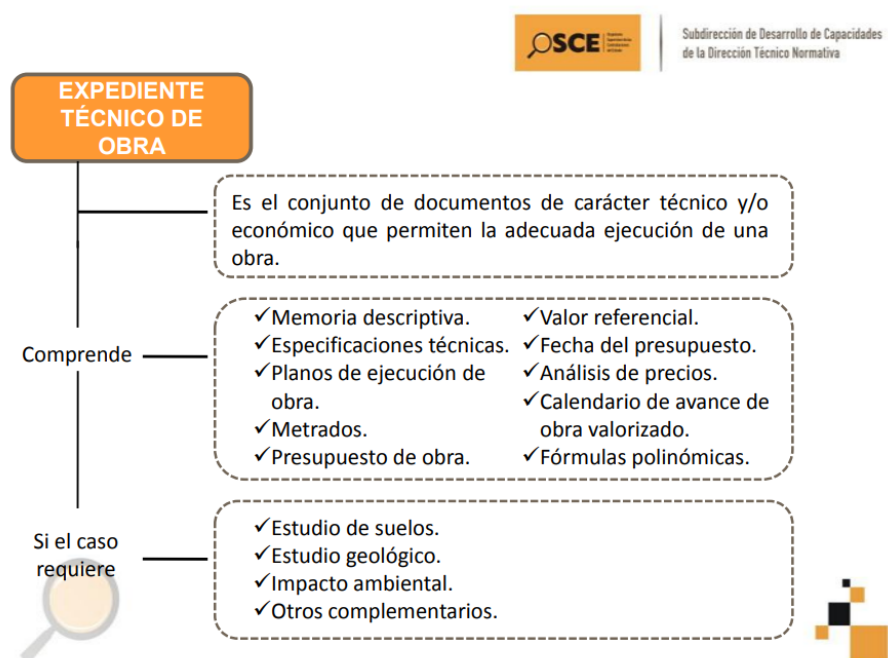 OSCE
Subdirección de Desarrollo de Capacidades
de la Dirección Técnico Normativa
EXPEDIENTE
TÉCNICO DE
OBRA
Es el conjunto de documentos de carácter técnico y/o
económico que permiten la adecuada ejecución de una
obra.
Comprende
✓Memoria descriptiva.
✓Especificaciones técnicas.
✓Planos de ejecución de
obra.
✓Metrados.
✓Presupuesto de obra.
✓Valor referencial.
✓Fecha del presupuesto.
✓Análisis de precios.
✓Calendario de avance de
obra valorizado.
✓Fórmulas polinómicas.
Si el caso
requiere
✓Estudio de suelos.
✓Estudio geológico.
✓Impacto ambiental.
✓Otros complementarios.